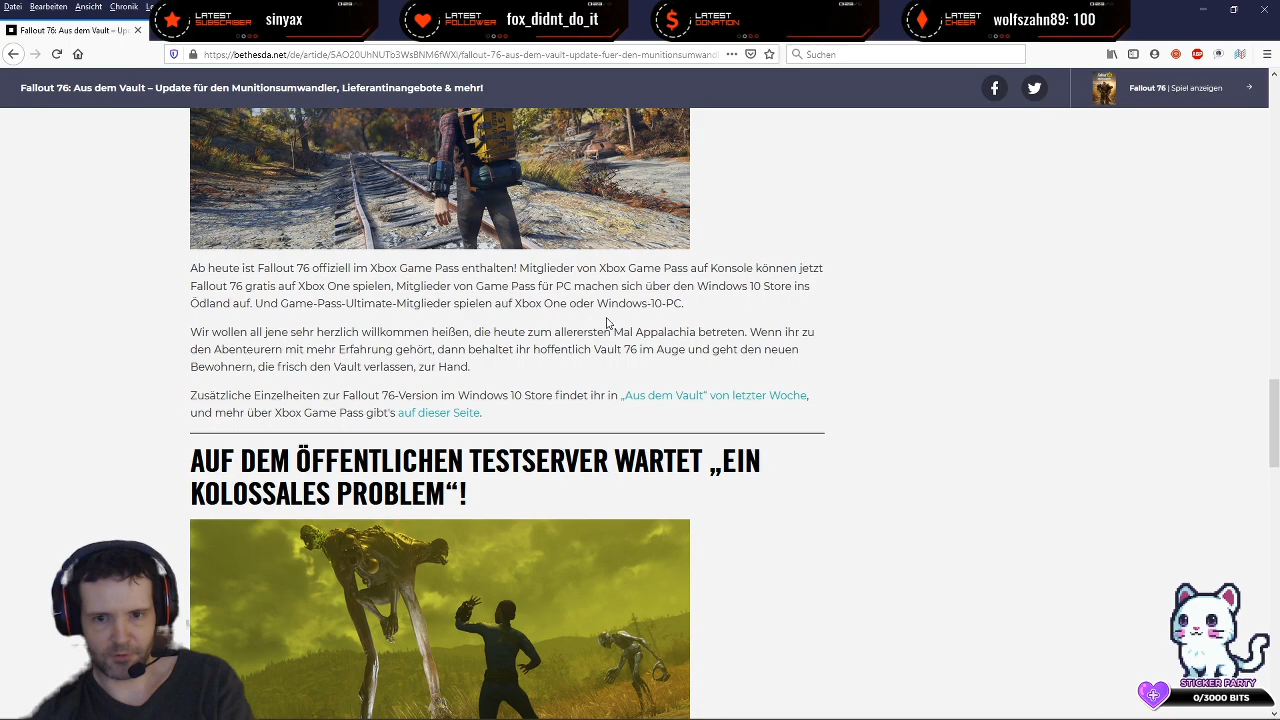 Datei Bearbeiten Ansicht Chronik
LATEST SUBSCRIBER sinyax
LATEST FOLLOWER fox_didnt_do_it
LATEST DONATION
LATEST CHEER wolfszahn89: 100
Fallout 76: Aus dem Vault – Up
https://bethesda.net/de/article/5AO20UhNUTb3WsBNM6fWXl/fallout-76-aus-dem-vault-update-fuer-den-munitionsumwandl
Suchen
Fallout 76: Aus dem Vault – Update für den Munitionsumwandler, Lieferantinangebote & mehr!
Fallout 76 | Spiel anzeigen
Ab heute ist Fallout 76 offiziell im Xbox Game Pass enthalten! Mitglieder von Xbox Game Pass auf Konsole können jetzt
Fallout 76 gratis auf Xbox One spielen, Mitglieder von Game Pass für PC machen sich über den Windows 10 Store ins
Ödland auf. Und Game-Pass-Ultimate-Mitglieder spielen auf Xbox One oder Windows-10-PC.
Wir wollen all jene sehr herzlich willkommen heißen, die heute zum allerersten Mal Appalachia betreten. Wenn ihr zu
den Abenteurern mit mehr Erfahrung gehört, dann behaltet ihr hoffentlich Vault 76 im Auge und geht den neuen
Bewohnern, die frisch den Vault verlassen, zur Hand.
Zusätzliche Einzelheiten zur Fallout 76-Version im Windows 10 Store findet ihr in „Aus dem Vault“ von letzter Woche,
und mehr über Xbox Game Pass gibt's auf dieser Seite.
AUF DEM ÖFFENTLICHEN TESTSERVER WARTET „EIN
KOLOSSALES PROBLEM“!
STICKER PARTY
0/3000 BITS